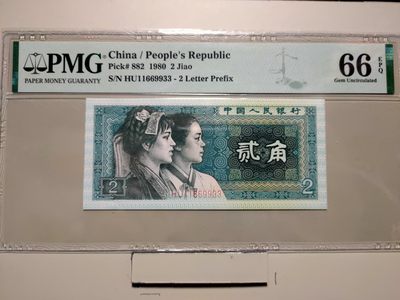 PMG
PAPER MONEY GUARANTY
China / People's Republic
Pick# 882 1980 2 Jiao
S/N HU11669933 - 2 Letter Prefix
66 EPQ
Gem Uncirculated
中国人民银行
贰角
HU11669933
2
2